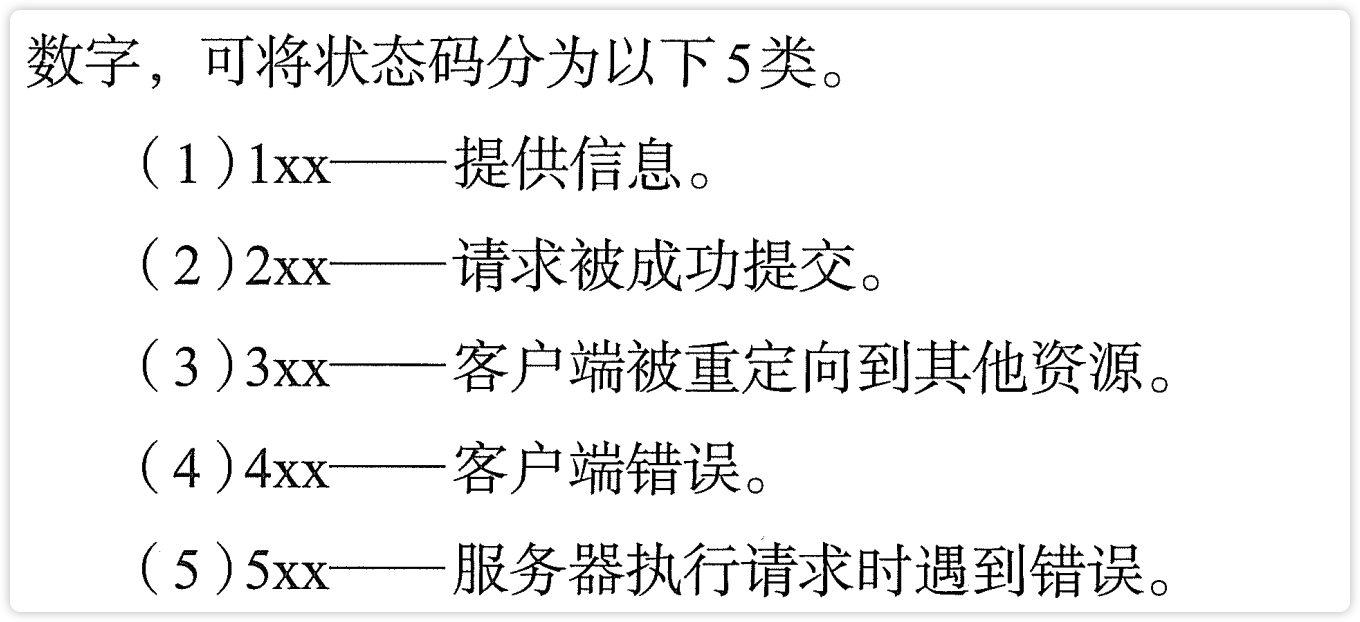 数字，可将状态码分为以下5类。
（1）1xx——提供信息。
（2）2xx——请求被成功提交。
（3）3xx——客户端被重定向到其他资源。
（4）4xx——客户端错误。
（5）5xx——服务器执行请求时遇到错误。